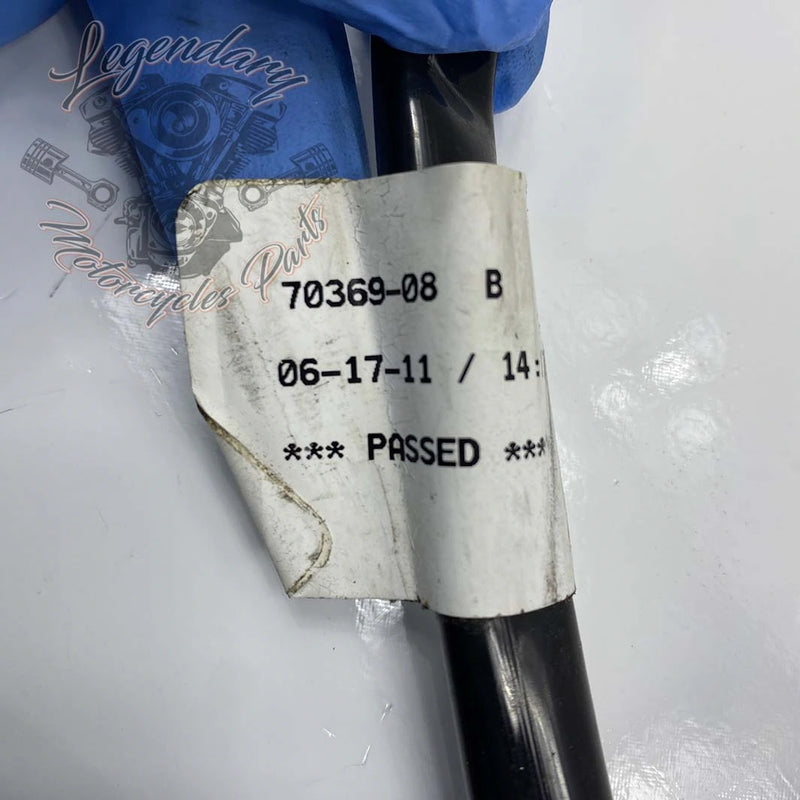 Legendary
Motorcycles Parts
70369-08 B
06-17-11 / 14:
*** PASSED ***